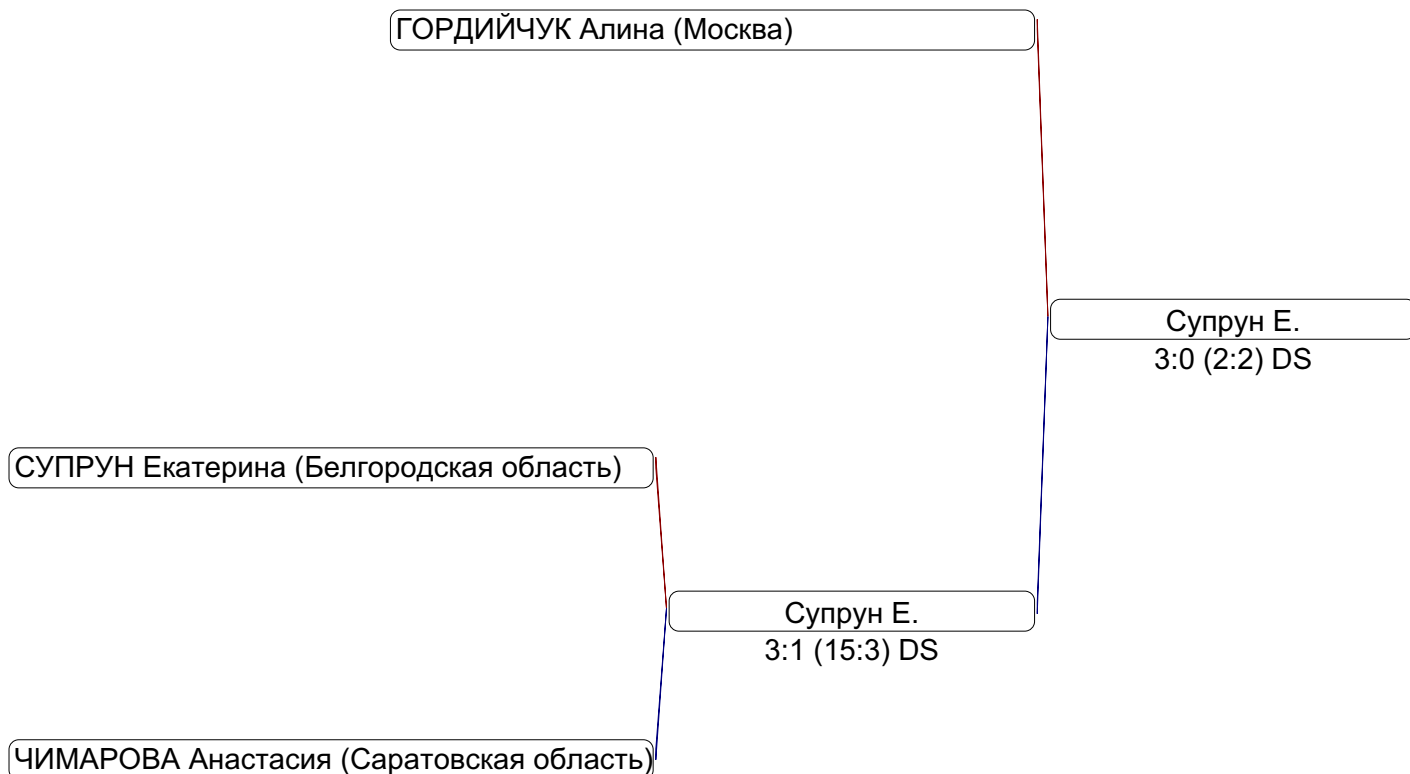 ГОРДИЙЧУК Алина (Москва)
Супрун Е.
3:0 (2:2) DS
СУПРУН Екатерина (Белгородская область)
Супрун Е.
3:1 (15:3) DS
ЧИМАРОВА Анастасия (Саратовская область)